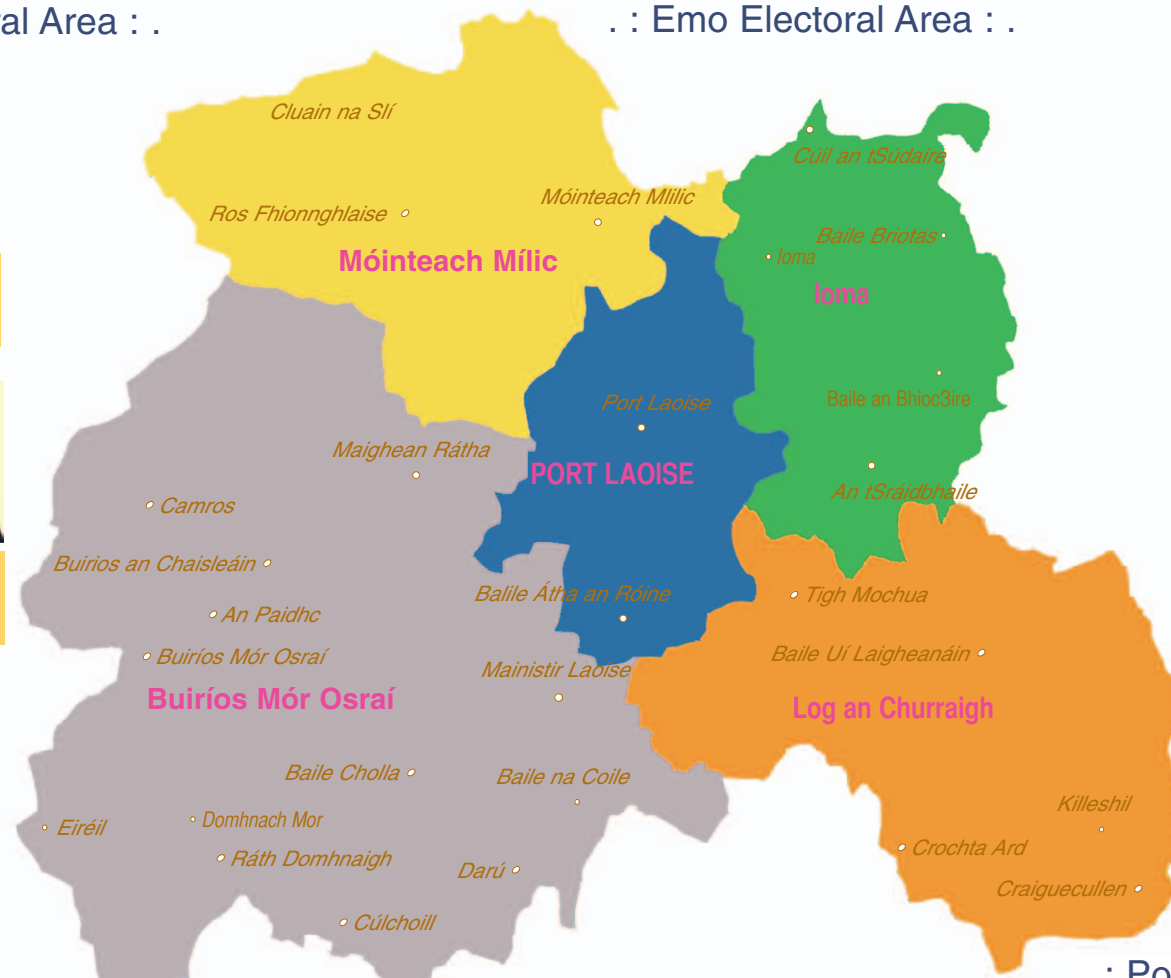 ral Area : .
. : Emo Electoral Area : .
Cluain na Slí
Cúil an tSúdaire
Móinteach Mlilic
Ros Fhionnghlaise
Baile Briotas
Móinteach Mílic
Ioma
Ioma
Baile an Bhioc3ire
Port Laoise
Maighean Rátha
PORT LAOISE
An tSráidbhaile
Camros
Buirios an Chaisleáin
Balile Átha an Róine
Tigh Mochua
An Paidhc
Buiríos Mór Osraí
Baile Uí Laigheanáin
Mainistir Laoise
Buiríos Mór Osraí
Log an Churraigh
Baile Cholla
Baile na Coile
Killeshil
Domhnach Mor
Eiréil
Crochta Ard
Ráth Domhnaigh
Darú
Craiguecullen
Cúlchoill
: Po